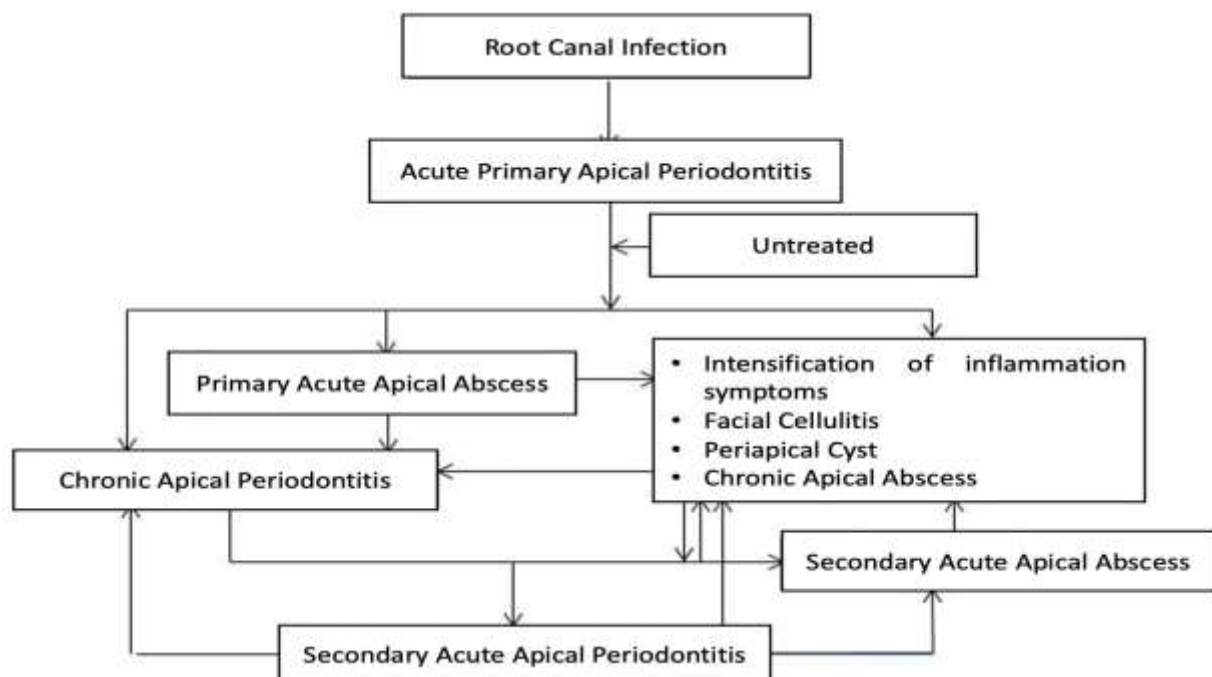 Root Canal Infection
Acute Primary Apical Periodontitis
Untreated
Primary Acute Apical Abscess
• Intensification of inflammation
symptoms
• Facial Cellulitis
• Periapical Cyst
• Chronic Apical Abscess
Chronic Apical Periodontitis
Secondary Acute Apical Abscess
Secondary Acute Apical Periodontitis